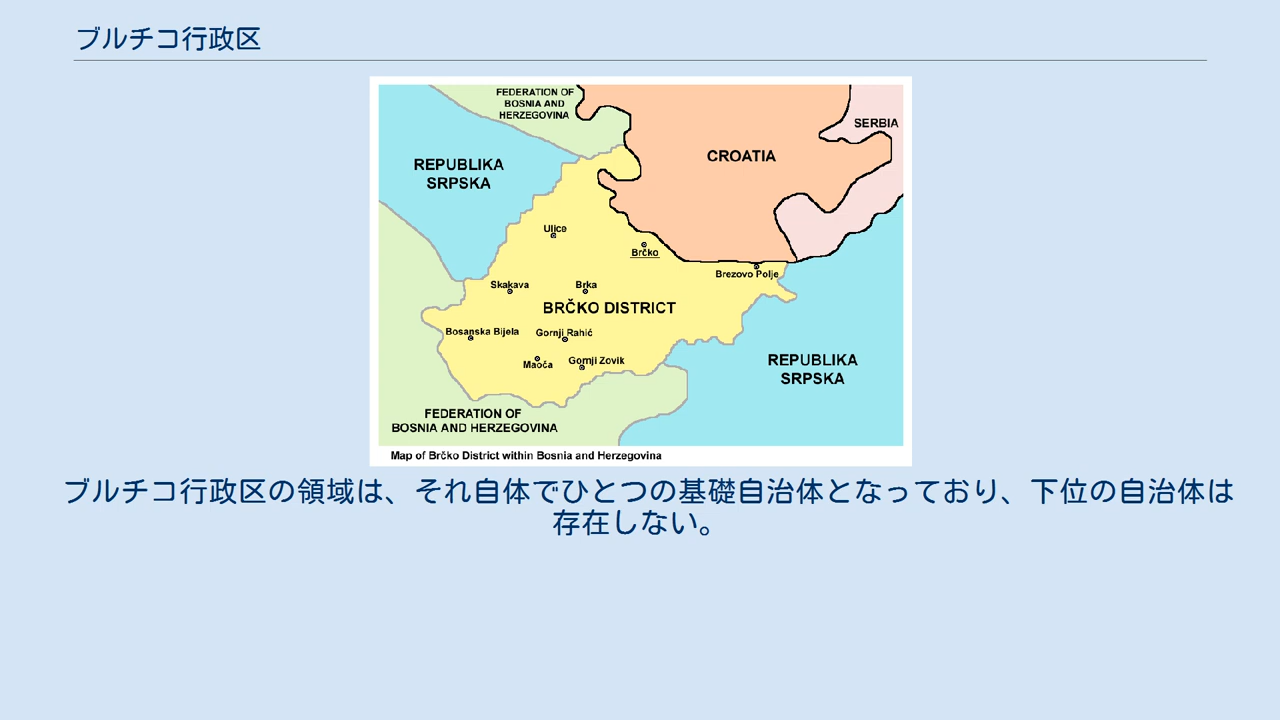 ブルチコ行政区
FEDERATION OF
BOSNIA AND
HERZEGOVINA
SERBIA
CROATIA
REPUBLIKA
SRPSKA
Ulice
Brčko
Brezovo Polje
Skakava
Brka
BRČKO DISTRICT
Bosanska Bijela
Gornji Rahić
Maoča
Gornji Zovik
REPUBLIKA
SRPSKA
FEDERATION OF
BOSNIA AND HERZEGOVINA
Map of Brčko District within Bosnia and Herzegovina
ブルチコ行政区の領域は、それ自体でひとつの基礎自治体となっており、下位の自治体は
存在しない。